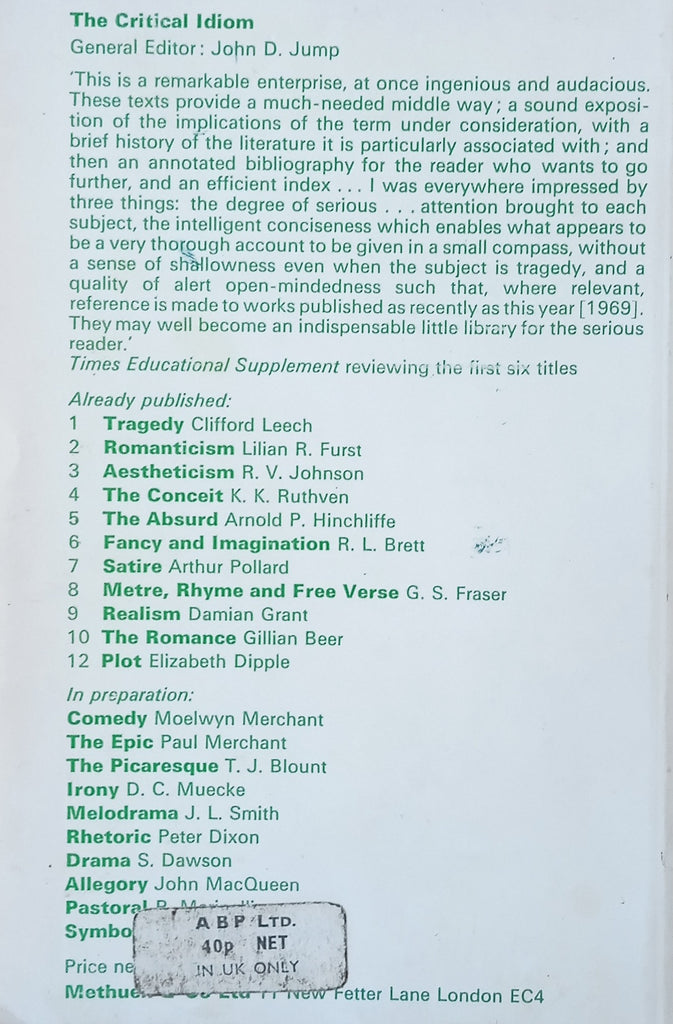 The Critical Idiom
General Editor: John D. Jump
'This is a remarkable enterprise, at once ingenious and audacious.
These texts provide a much-needed middle way; a sound exposi-
tion of the implications of the term under consideration, with a
brief history of the literature it is particularly associated with; and
then an annotated bibliography for the reader who wants to go
further, and an efficient index ... I was everywhere impressed by
three things: the degree of serious ... attention brought to each
subject, the intelligent conciseness which enables what appears to
be a very thorough account to be given in a small compass, without
a sense of shallowness even when the subject is tragedy, and a
quality of alert open-mindedness such that, where relevant,
reference is made to works published as recently as this year [1969].
They may well become an indispensable little library for the serious
reader.'
Times Educational Supplement reviewing the first six titles
Already published:
1 Tragedy Clifford Leech
2 Romanticism Lilian R. Furst
3 Aestheticism R. V. Johnson
4 The Conceit K. K. Ruthven
5 The Absurd Arnold P. Hinchliffe
6 Fancy and Imagination R. L. Brett
7 Satire Arthur Pollard
8 Metre, Rhyme and Free Verse G. S. Fraser
9 Realism Damian Grant
10 The Romance Gillian Beer
12 Plot Elizabeth Dipple
In preparation:
Comedy Moelwyn Merchant
The Epic Paul Merchant
The Picaresque T. J. Blount
Irony D. C. Muecke
Melodrama J. L. Smith
Rhetoric Peter Dixon
Drama S. Dawson
Allegory John MacQueen
Pastoral
Symbo
ABP LTD.
40p NET
IN UK ONLY
Price ne
Methue New Fetter Lane London EC4